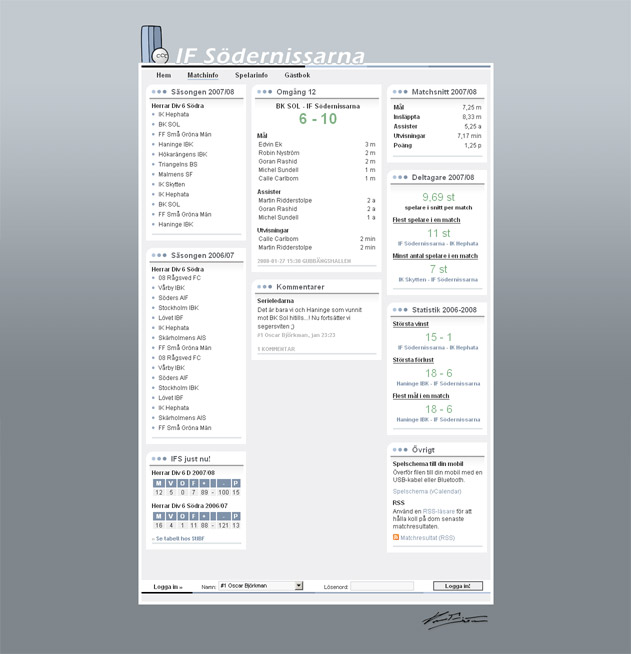 IF Södernissarna
Hem Matchinfo Spelarinfo Gästbok
Säsongen 2007/08
Herrar Div 6 Södra
IK Hephata
BK SOL
FF Små Gröna Män
Haninge IBK
Hökarängens IBK
Triangelns BS
Malmens SF
IK Skytten
IK Hephata
BK SOL
FF Små Gröna Män
Haninge IBK
Säsongen 2006/07
Herrar Div 6 Södra
08 Rågsved FC
Vårby IBK
Söders AIF
Stockholm IBK
Lövet IBF
IK Hephata
Skärholmens AIS
FF Små Gröna Män
08 Rågsved FC
Vårby IBK
Söders AIF
Stockholm IBK
Lövet IBF
IK Hephata
Skärholmens AIS
FF Små Gröna Män
IFS just nu!
Herrar Div 6 D 2007/08
M V O F + - P
12 5 0 7 89 - 100 15
Herrar Div 6 Södra 2006/07
M V O F + - P
16 4 1 11 88 - 121 13
» Se tabell hos StIBF
Omgång 12
BK SOL - IF Södernissarna
6 - 10
Mål
Edvin Ek 3 m
Robin Nyström 2 m
Goran Rashid 2 m
Michel Sundell 1 m
Calle Carlbom 1 m
Assister
Martin Ridderstolpe 2 a
Goran Rashid 2 a
Michel Sundell 1 a
Utvisningar
Calle Carlbom 2 min
Martin Ridderstolpe 2 min
2008-01-27 15:30 GUBBÄNGSHALLEN
Kommentarer
Serieledarna
Det är bara vi och Haninge som vunnit
mot BK Sol hitills...! Nu fortsätter vi
segersviten ;)
#1 Oscar Björkman, jan 23:23
1 KOMMENTAR
Matchsnitt 2007/08
Mål 7,25 m
Insläppta 8,33 m
Assister 5,25 a
Utvisningar 7,17 min
Poäng 1,25 p
Deltagare 2007/08
9,69 st
spelare i snitt per match
Flest spelare i en match
11 st
IF Södernissarna - IK Hephata
Minst antal spelare i en match
7 st
IK Skytten - IF Södernissarna
Statistik 2006-2008
Största vinst
15 - 1
IF Södernissarna - IK Hephata
Största förlust
18 - 6
Haninge IBK - IF Södernissarna
Flest mål i en match
18 - 6
Haninge IBK - IF Södernissarna
Övrigt
Spelschema till din mobil
Överför filen till din mobil med en
USB-kabel eller Bluetooth.
Spelschema (vCalendar)
RSS
Använd en RSS-läsare för att
hålla koll på dom senaste
matchresultaten.
Matchresultat (RSS)
Logga in » Namn: #1 Oscar Björkman Lösenord: Logga in!